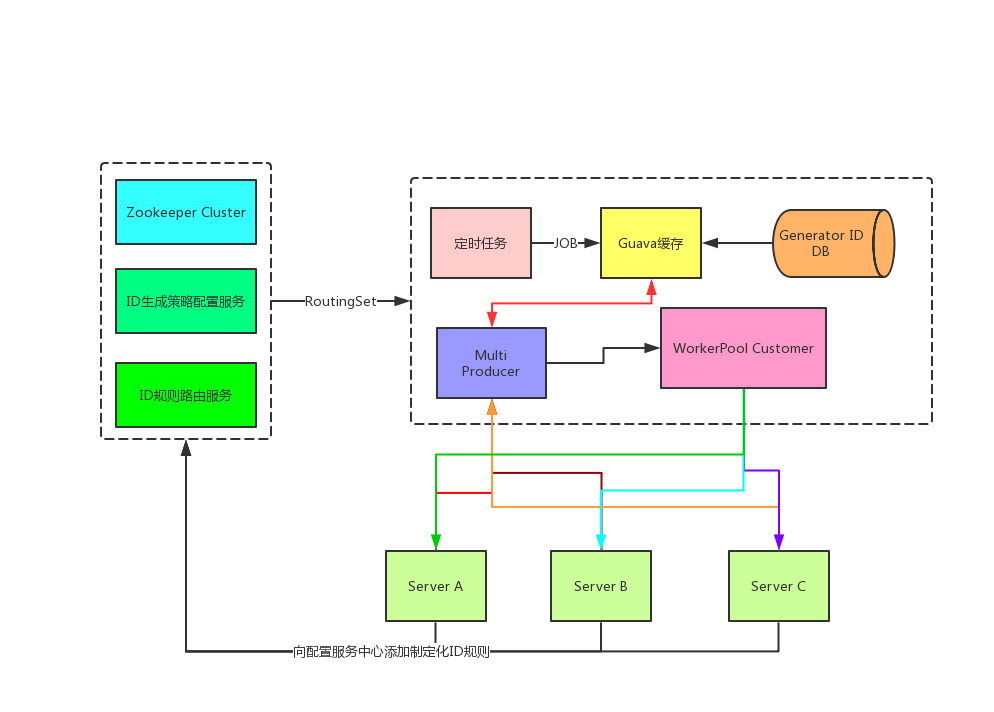 Zookeeper Cluster
ID生成策略配置服务
ID规则路由服务
RoutingSet
定时任务
JOB
Guava缓存
Generator ID
DB
Multi
Producer
WorkerPool Customer
Server A
Server B
Server C
向配置服务中心添加制定化ID规则